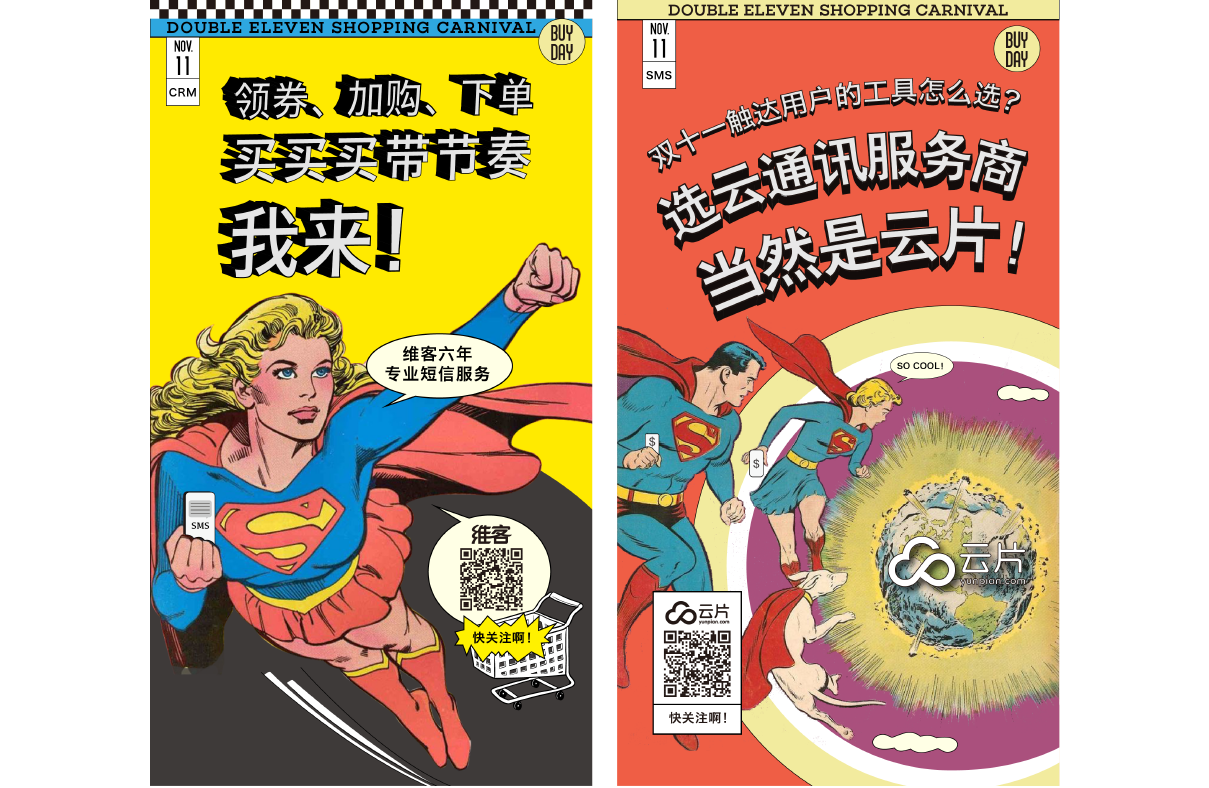 DOUBLE ELEVEN SHOPPING CARNIVAL
NOV.
11
CRM
BUY
DAY
领券、加购、下单
买买买带节奏
我来!
维客六年
专业短信服务
SMS
维客
快关注啊!
DOUBLE ELEVEN SHOPPING CARNIVAL
NOV.
11
SMS
BUY
DAY
双十一触达用户的工具怎么选?
选云通讯服务商
当然是云片!
SO COOL!
$
$
云片
yunpian.com
云片
yunpian.com
快关注啊!